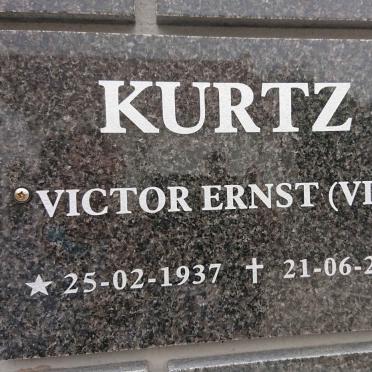 KURTZ
VICTOR ERNST (VI
★ 25-02-1937 ✝ 21-06-2